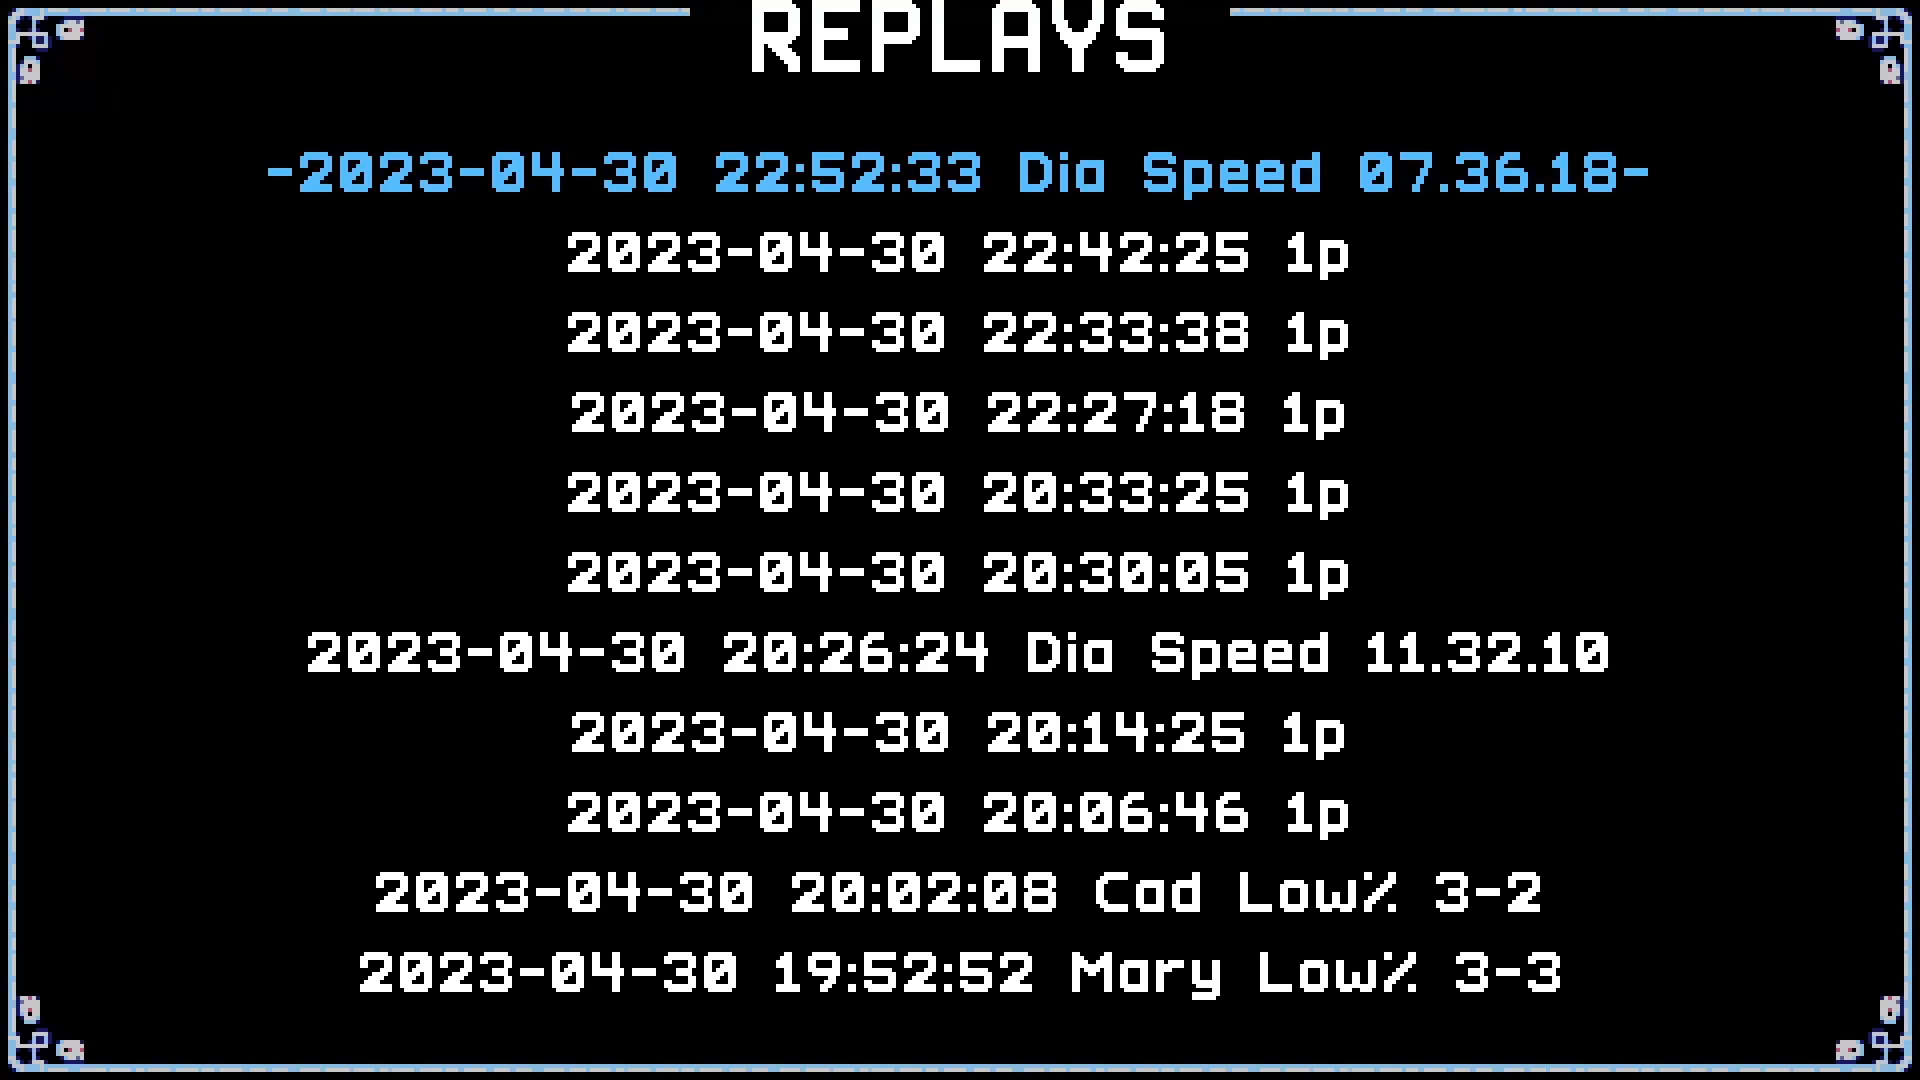 REPLAYS
-2023-04-30 22:52:33 Dia Speed 07.36.18-
2023-04-30 22:42:25 1p
2023-04-30 22:33:38 1p
2023-04-30 22:27:18 1p
2023-04-30 20:33:25 1p
2023-04-30 20:30:05 1p
2023-04-30 20:26:24 Dia Speed 11.32.10
2023-04-30 20:14:25 1p
2023-04-30 20:06:46 1p
2023-04-30 20:02:08 Cad Low% 3-2
2023-04-30 19:52:52 Mary Low% 3-3